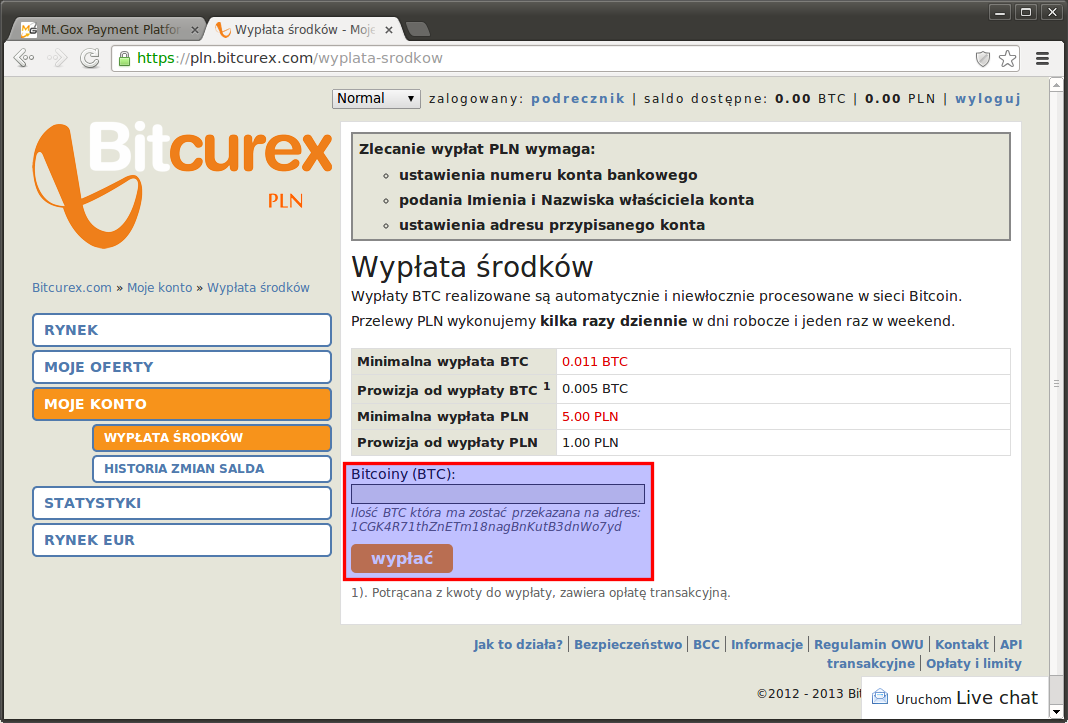 Mt.Gox Payment Platfor
Wypłata środków - Moje
https://pln.bitcurex.com/wyplata-srodkow
Normal zalogowany: podrecznik | saldo dostępne: 0.00 BTC | 0.00 PLN | wyloguj
Bitcurex
PLN
Bitcurex.com » Moje konto » Wypłata środków
RYNEK
MOJE OFERTY
MOJE KONTO
WYPŁATA ŚRODKÓW
HISTORIA ZMIAN SALDA
STATYSTYKI
RYNEK EUR
Zlecanie wypłat PLN wymaga:
ustawienia numeru konta bankowego
podania Imienia i Nazwiska właściciela konta
ustawienia adresu przypisanego konta
Wypłata środków
Wypłaty BTC realizowane są automatycznie i niewłocznie procesowane w sieci Bitcoin.
Przelewy PLN wykonujemy kilka razy dziennie w dni robocze i jeden raz w weekend.
Minimalna wypłata BTC 0.011 BTC
Prowizja od wypłaty BTC 1 0.005 BTC
Minimalna wypłata PLN 5.00 PLN
Prowizja od wypłaty PLN 1.00 PLN
Bitcoiny (BTC):
Ilość BTC która ma zostać przekazana na adres:
1CGK4R71thZnETm18nagBnKutB3dnWo7yd
wypłać
1). Potrącana z kwoty do wypłaty, zawiera opłatę transakcyjną.
Jak to działa? | Bezpieczeństwo | BCC | Informacje | Regulamin OWU | Kontakt | API
transakcyjne | Opłaty i limity
©2012 - 2013 Bit
Uruchom Live chat